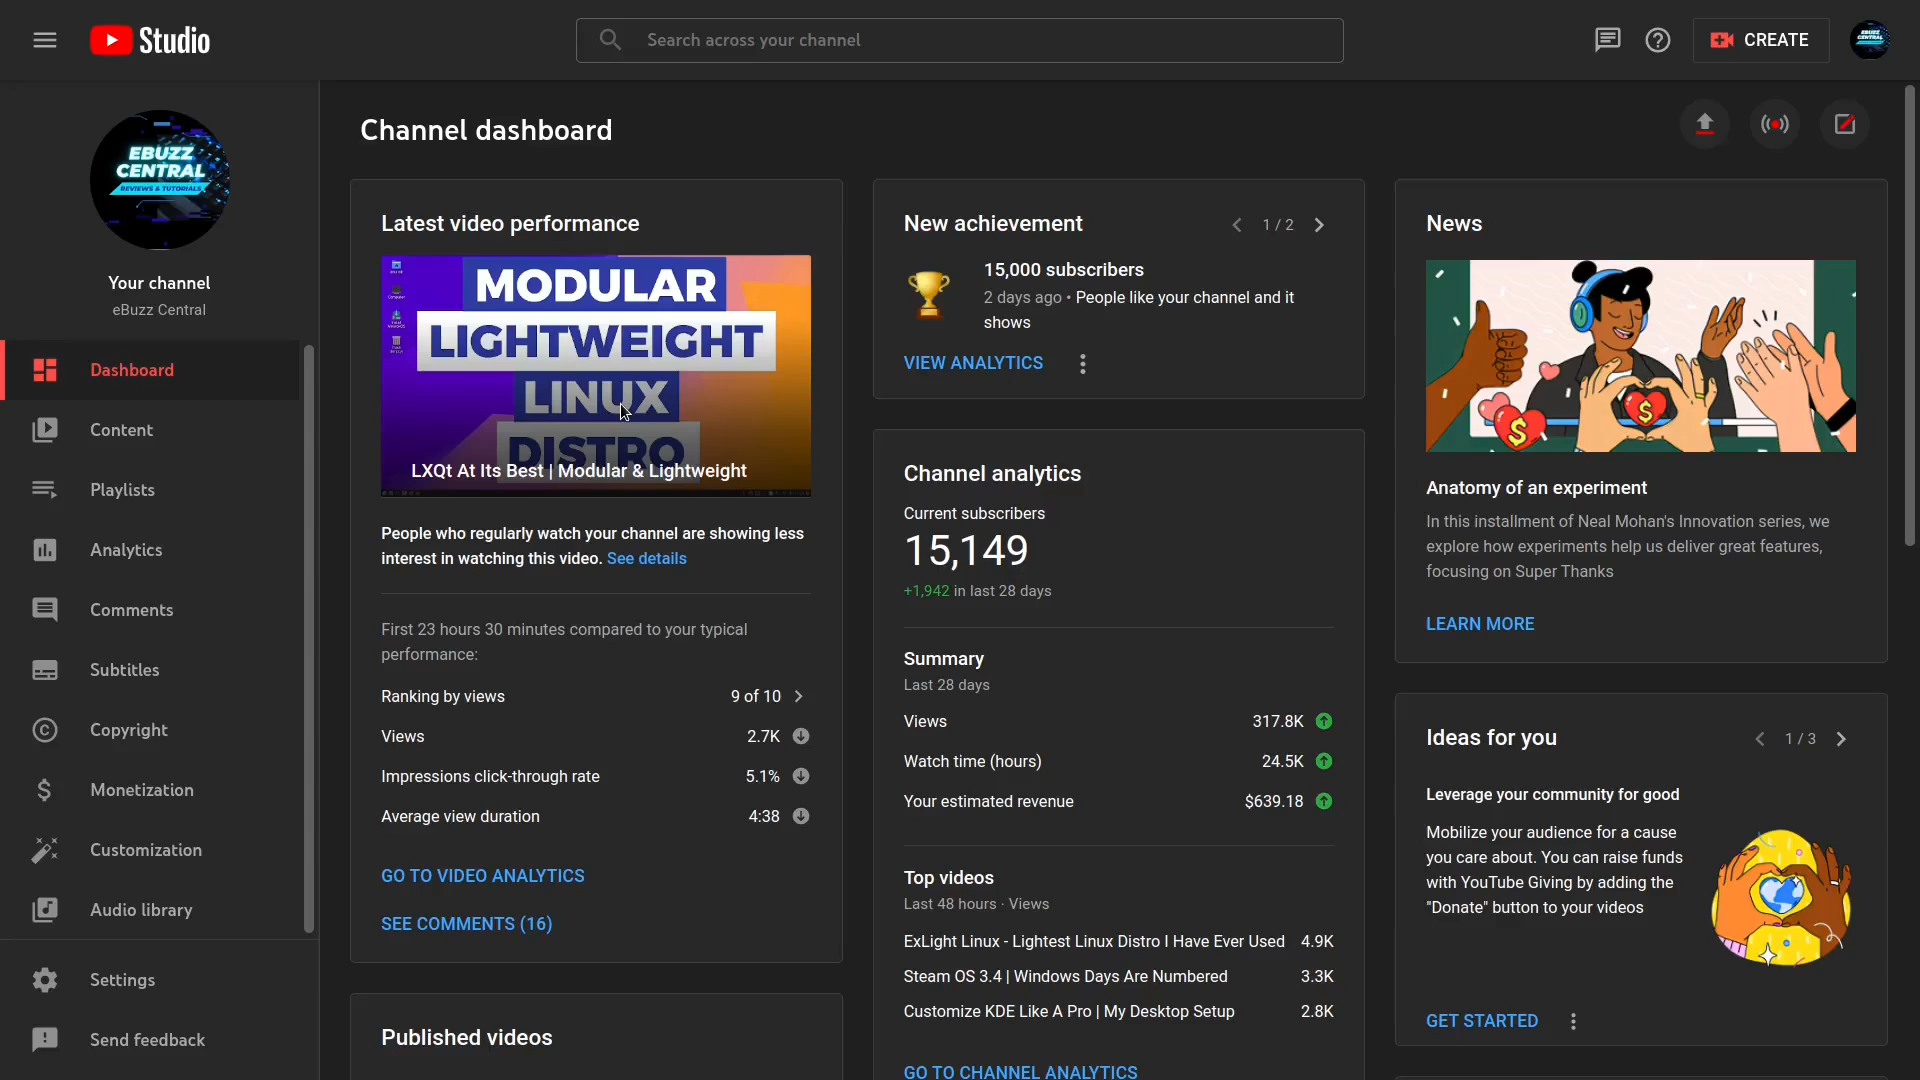 Studio
Search across your channel
CREATE
EBUZZ
CENTRAL
REVIEWS & TUTORIALS
Your channel
eBuzz Central
Dashboard
Content
Playlists
Analytics
Comments
Subtitles
Copyright
Monetization
Customization
Audio library
Settings
Send feedback
Channel dashboard
Latest video performance
MODULAR
LIGHTWEIGHT
LINUX
DISTRO
LXQt At Its Best | Modular & Lightweight
People who regularly watch your channel are showing less
interest in watching this video. See details
First 23 hours 30 minutes compared to your typical
performance:
Ranking by views 9 of 10
Views 2.7K
Impressions click-through rate 5.1%
Average view duration 4:38
GO TO VIDEO ANALYTICS
SEE COMMENTS (16)
Published videos
New achievement 1 / 2
15,000 subscribers
2 days ago • People like your channel and it
shows
VIEW ANALYTICS
Channel analytics
Current subscribers
15,149
+1,942 in last 28 days
Summary
Last 28 days
Views 317.8K
Watch time (hours) 24.5K
Your estimated revenue $639.18
Top videos
Last 48 hours · Views
ExLight Linux - Lightest Linux Distro I Have Ever Used 4.9K
Steam OS 3.4 | Windows Days Are Numbered 3.3K
Customize KDE Like A Pro | My Desktop Setup 2.8K
GO TO CHANNEL ANALYTICS
News
$
$
Anatomy of an experiment
In this installment of Neal Mohan's Innovation series, we
explore how experiments help us deliver great features,
focusing on Super Thanks
LEARN MORE
Ideas for you 1 / 3
Leverage your community for good
Mobilize your audience for a cause
you care about. You can raise funds
with YouTube Giving by adding the
"Donate" button to your videos
GET STARTED